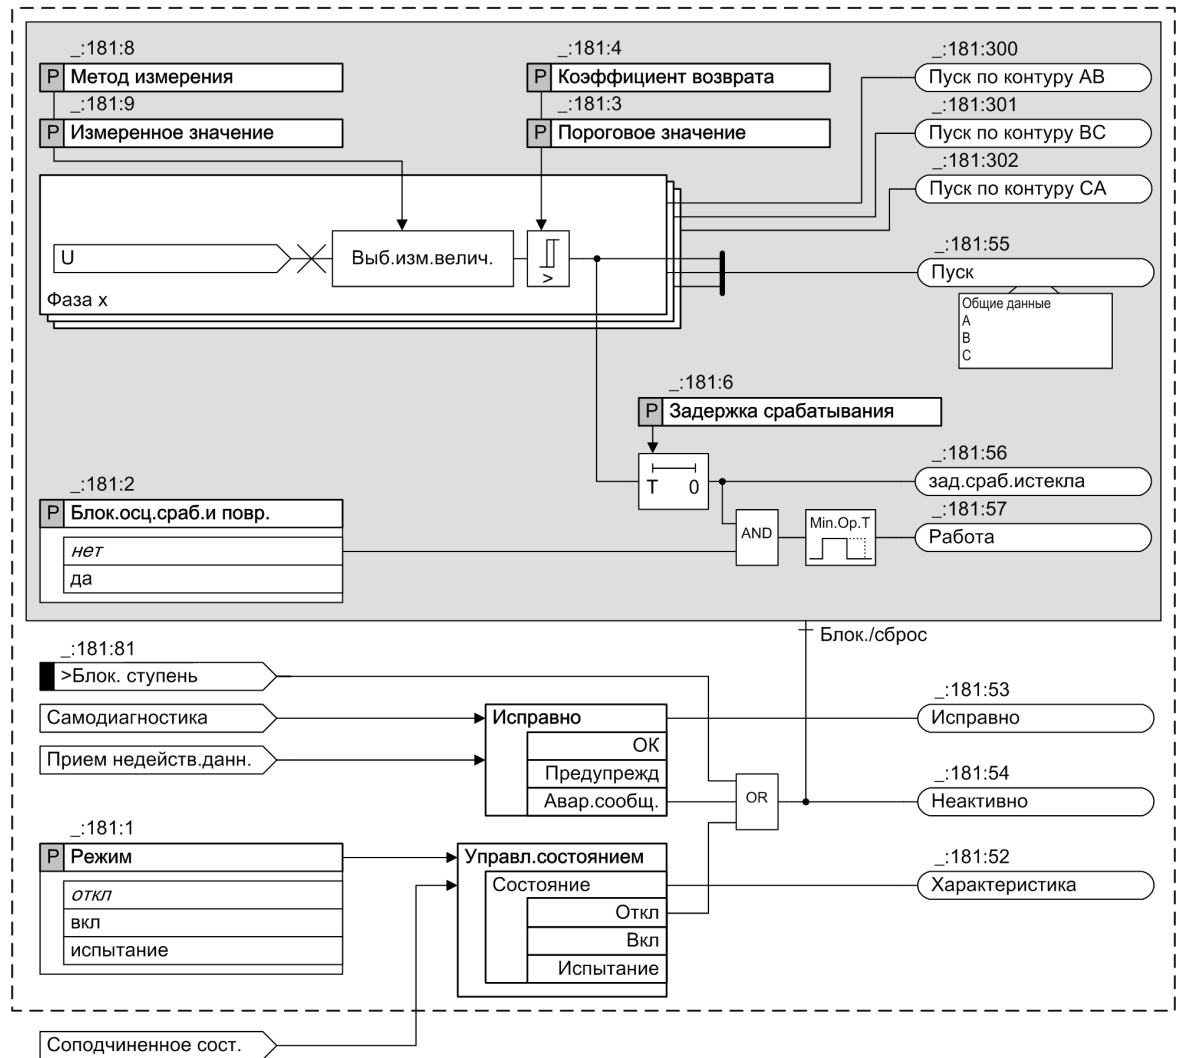 _:181:8
P Метод измерения
_:181:9
P Измеренное значение
_:181:4
P Коэффициент возврата
_:181:3
P Пороговое значение
_:181:300
Пуск по контуру АВ
_:181:301
Пуск по контуру ВС
_:181:302
Пуск по контуру СА
U
Выб.изм.велич.
>
Фаза х
_:181:55
Пуск
Общие данные
A
B
C
_:181:6
P Задержка срабатывания
T 0
_:181:56
зад.сраб.истекла
_:181:2
P Блок.осц.сраб.и повр.
нет
да
AND
Min.Op.T
_:181:57
Работа
Блок./сброс
_:181:81
>Блок. ступень
Самодиагностика
Прием недейств.данн.
Исправно
ОК
Предупрежд
Авар.сообщ.
OR
_:181:53
Исправно
_:181:54
Неактивно
_:181:1
P Режим
откл
вкл
испытание
Управл.состоянием
Состояние
Откл
Вкл
Испытание
_:181:52
Характеристика
Соподчиненное сост.